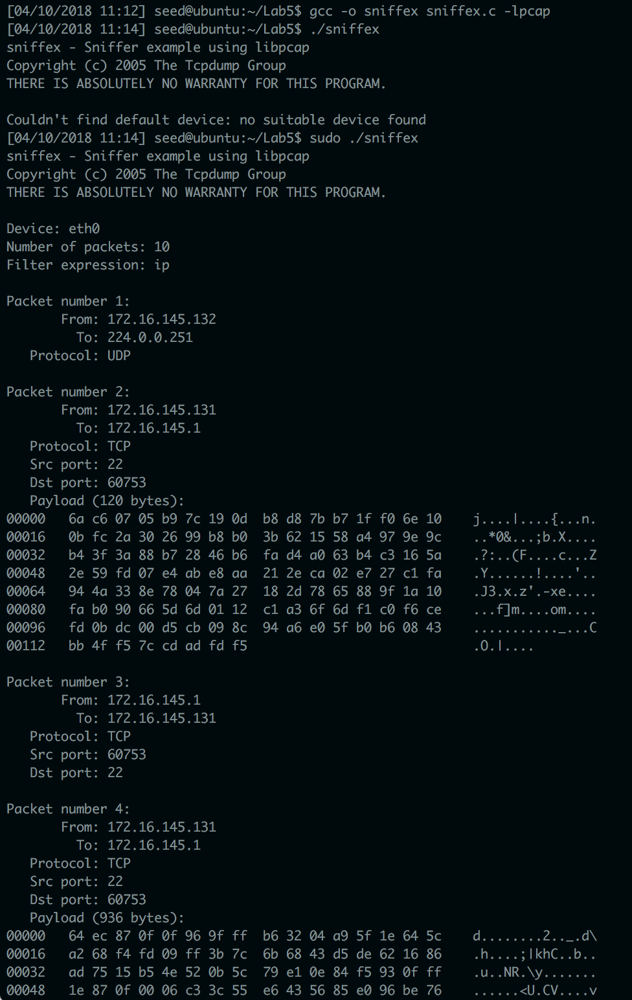 [04/10/2018 11:12] seed@ubuntu:~/Lab5$ gcc -o sniffex sniffex.c -lpcap
[04/10/2018 11:14] seed@ubuntu:~/Lab5$ ./sniffex
sniffex - Sniffer example using libpcap
Copyright (c) 2005 The Tcpdump Group
THERE IS ABSOLUTELY NO WARRANTY FOR THIS PROGRAM.

Couldn't find default device: no suitable device found
[04/10/2018 11:14] seed@ubuntu:~/Lab5$ sudo ./sniffex
sniffex - Sniffer example using libpcap
Copyright (c) 2005 The Tcpdump Group
THERE IS ABSOLUTELY NO WARRANTY FOR THIS PROGRAM.

Device: eth0
Number of packets: 10
Filter expression: ip

Packet number 1:
       From: 172.16.145.132
         To: 224.0.0.251
   Protocol: UDP

Packet number 2:
       From: 172.16.145.131
         To: 172.16.145.1
   Protocol: TCP
   Src port: 22
   Dst port: 60753
   Payload (120 bytes):
00000   6a c6 07 05 b9 7c 19 0d  b8 d8 7b b7 1f f0 6e 10    j....|....{...n.
00016   0b fc 2a 30 26 99 b8 b0  3b 62 15 58 a4 97 9e 9c    ..*0&...;b.X....
00032   b4 3f 3a 88 b7 28 46 b6  fa d4 a0 63 b4 c3 16 5a    .?:..(F....c...Z
00048   2e 59 fd 07 e4 ab e8 aa  21 2e ca 02 e7 27 c1 fa    .Y......!....'..
00064   94 4a 33 8e 78 04 7a 27  18 2d 78 65 88 9f 1a 10    .J3.x.z'.-xe....
00080   fa b0 90 66 5d 6d 01 12  c1 a3 6f 6d f1 c0 f6 ce    ...f]m....om....
00096   fd 0b dc 00 d5 cb 09 8c  94 a6 e0 5f b0 b6 08 43    ..........._...C
00112   bb 4f f5 7c cd ad fd f5                             .O.|....

Packet number 3:
       From: 172.16.145.1
         To: 172.16.145.131
   Protocol: TCP
   Src port: 60753
   Dst port: 22

Packet number 4:
       From: 172.16.145.131
         To: 172.16.145.1
   Protocol: TCP
   Src port: 22
   Dst port: 60753
   Payload (936 bytes):
00000   64 ec 87 0f 0f 96 9f ff  b6 32 04 a9 5f 1e 64 5c    d........2.._.d\
00016   a2 68 f4 fd 09 ff 3b 7c  6b 68 43 d5 de 62 16 86    .h....;|khC..b..
00032   ad 75 15 b5 4e 52 0b 5c  79 e1 0e 84 f5 93 0f ff    .u..NR.\y.......
00048   1e 87 0f 00 06 c3 3c 55  e6 43 56 85 e0 96 be 76    ......<U.CV....v